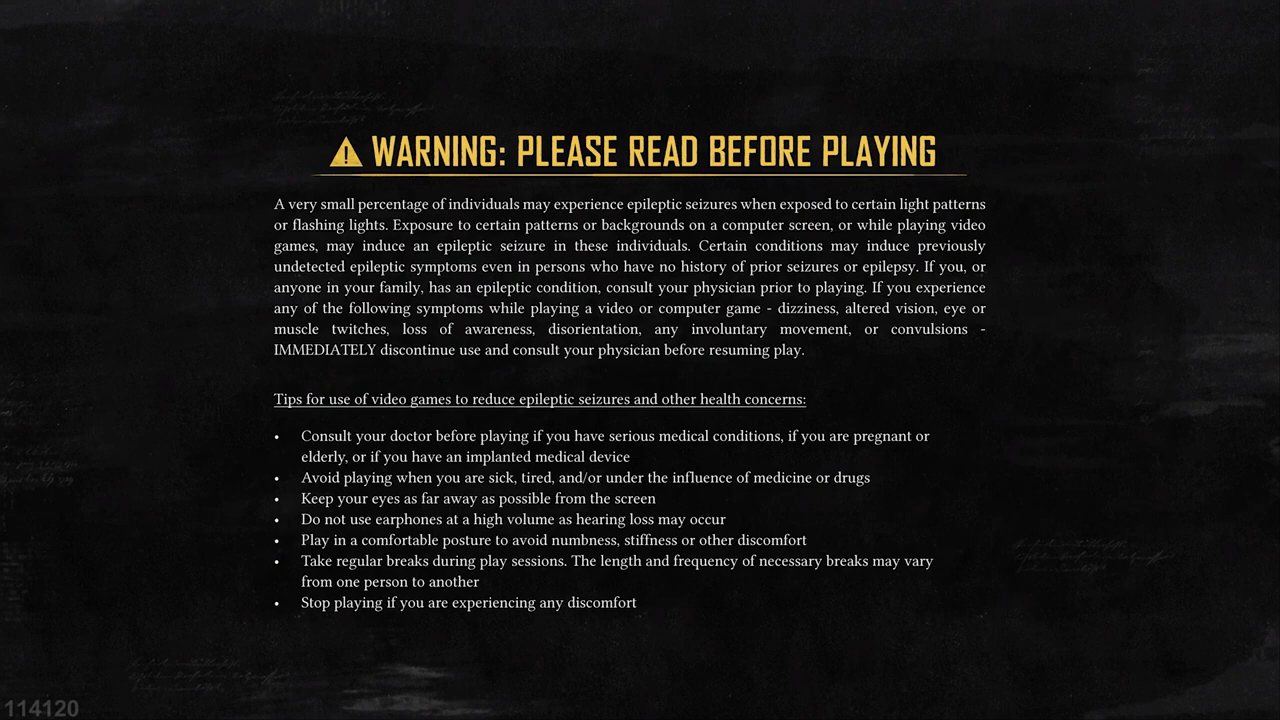 WARNING: PLEASE READ BEFORE PLAYING
A very small percentage of individuals may experience epileptic seizures when exposed to certain light patterns
or flashing lights. Exposure to certain patterns or backgrounds on a computer screen, or while playing video
games, may induce an epileptic seizure in these individuals. Certain conditions may induce previously
undetected epileptic symptoms even in persons who have no history of prior seizures or epilepsy. If you, or
anyone in your family, has an epileptic condition, consult your physician prior to playing. If you experience
any of the following symptoms while playing a video or computer game - dizziness, altered vision, eye or
muscle twitches, loss of awareness, disorientation, any involuntary movement, or convulsions -
IMMEDIATELY discontinue use and consult your physician before resuming play.
Tips for use of video games to reduce epileptic seizures and other health concerns:
• Consult your doctor before playing if you have serious medical conditions, if you are pregnant or
elderly, or if you have an implanted medical device
• Avoid playing when you are sick, tired, and/or under the influence of medicine or drugs
• Keep your eyes as far away as possible from the screen
• Do not use earphones at a high volume as hearing loss may occur
• Play in a comfortable posture to avoid numbness, stiffness or other discomfort
• Take regular breaks during play sessions. The length and frequency of necessary breaks may vary
from one person to another
• Stop playing if you are experiencing any discomfort
114120